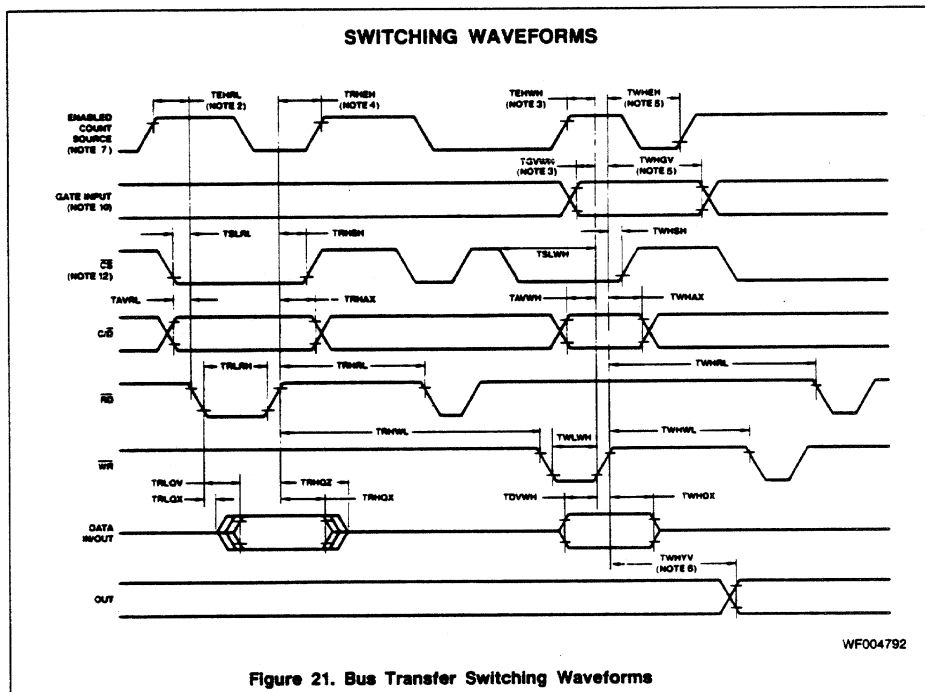 SWITCHING WAVEFORMS
TEHRL
(NOTE 2)
TRHEH
(NOTE 4)
TEHWH
(NOTE 3)
TWHEH
(NOTE 5)
ENABLED
COUNT
SOURCE
(NOTE 7)
TGVWH
(NOTE 3)
TWHGV
(NOTE 5)
GATE INPUT
(NOTE 10)
TSLRL
TRHSH
TWHSH
CS
(NOTE 12)
TSLWH
TAVRL
TRHAX
TAVWH
TWHAX
C/D
TRLRH
TRHRL
TWHRL
RD
TRHWL
TWLWH
TWHWL
WR
TRLQV
TRHQZ
TRLQX
TRHQX
TDVWH
TWHDX
DATA
IN/OUT
TWHYV
(NOTE 6)
OUT
WF004792
Figure 21. Bus Transfer Switching Waveforms